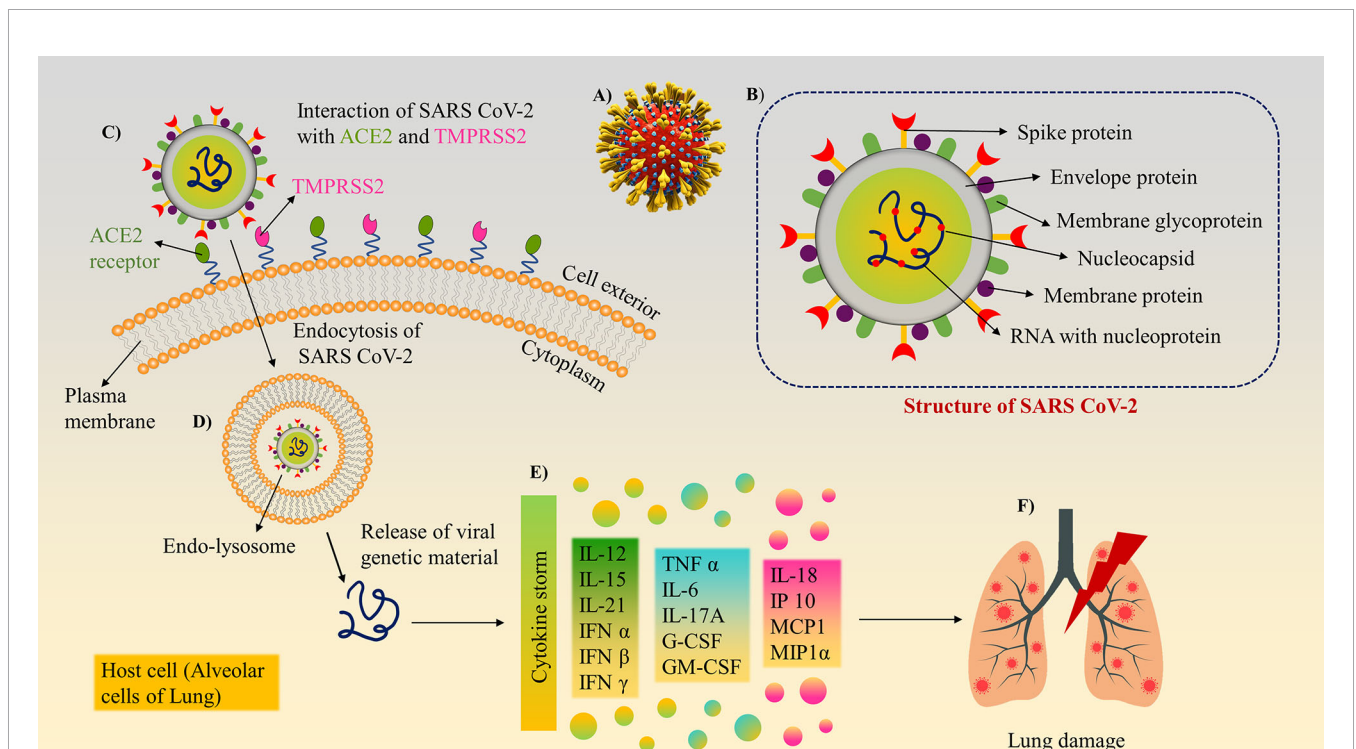 A)
B)
Spike protein
Envelope protein
Membrane glycoprotein
Nucleocapsid
Membrane protein
RNA with nucleoprotein
Structure of SARS CoV-2
C)
Interaction of SARS CoV-2
with ACE2 and TMPRSS2
TMPRSS2
ACE2
receptor
Cell exterior
Cytoplasm
Endocytosis of
SARS CoV-2
Plasma
membrane
D)
Endo-lysosome
Release of viral
genetic material
Host cell (Alveolar
cells of Lung)
E)
Cytokine storm
IL-12
IL-15
IL-21
IFN α
IFN β
IFN γ
TNF α
IL-6
IL-17A
G-CSF
GM-CSF
IL-18
IP 10
MCP1
MIP1α
F)
Lung damage